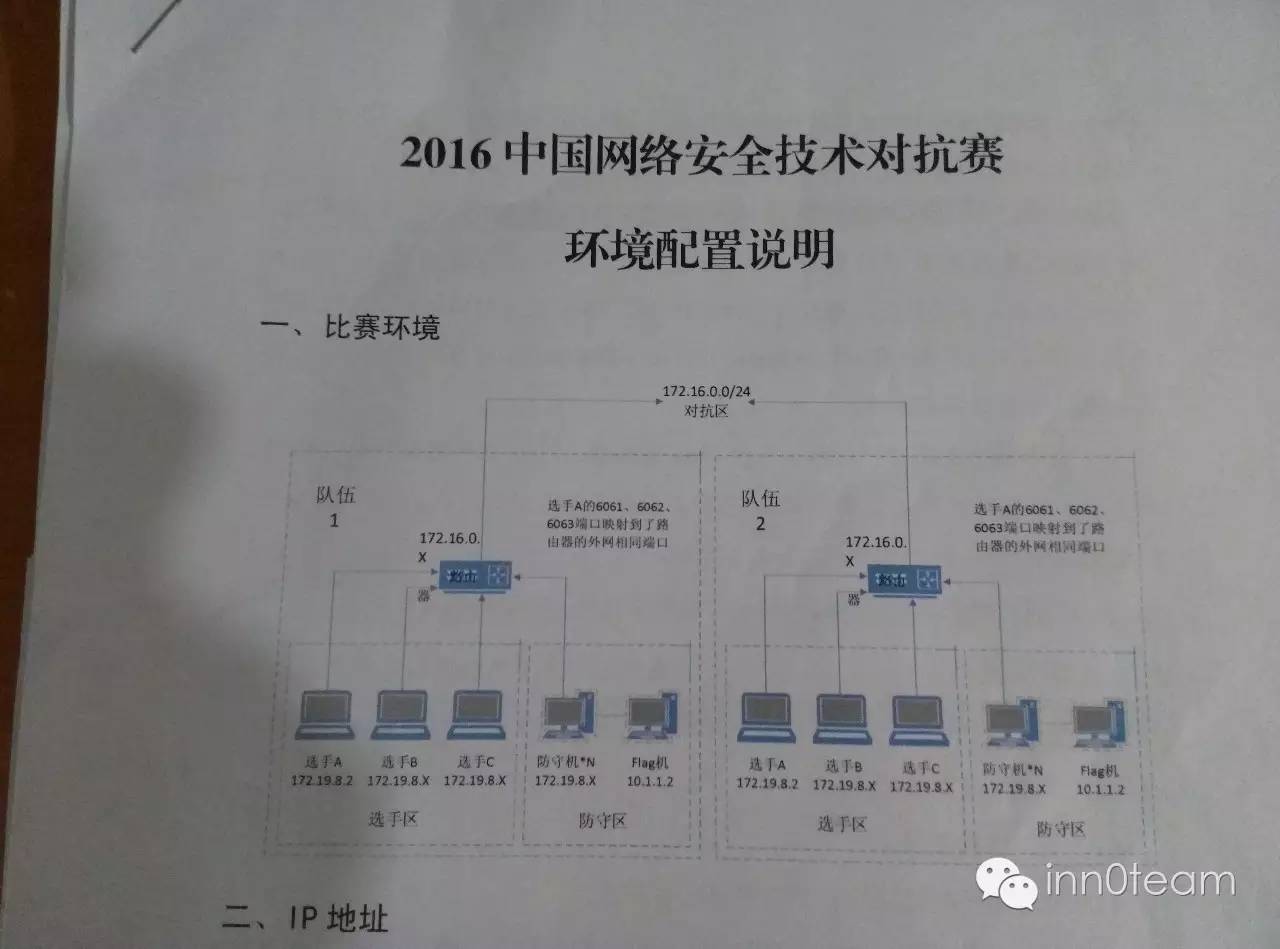 2016 中国网络安全技术对抗赛
环境配置说明
一、比赛环境
172.16.0.0/24
对抗区
队伍
1
选手A的6061、6062、
6063端口映射到了路
由器的外网相同端口
172.16.0.
X
路由
器
选手A
172.19.8.2
选手B
172.19.8.X
选手C
172.19.8.X
选手区
防守机*N
172.19.8.X
Flag机
10.1.1.2
防守区
队伍
2
选手A的6061、6062、
6063端口映射到了路
由器的外网相同端口
172.16.0.
X
路由
器
选手A
172.19.8.2
选手B
172.19.8.X
选手C
172.19.8.X
选手区
防守机*N
172.19.8.X
Flag机
10.1.1.2
防守区
二、IP 地址
inn0team